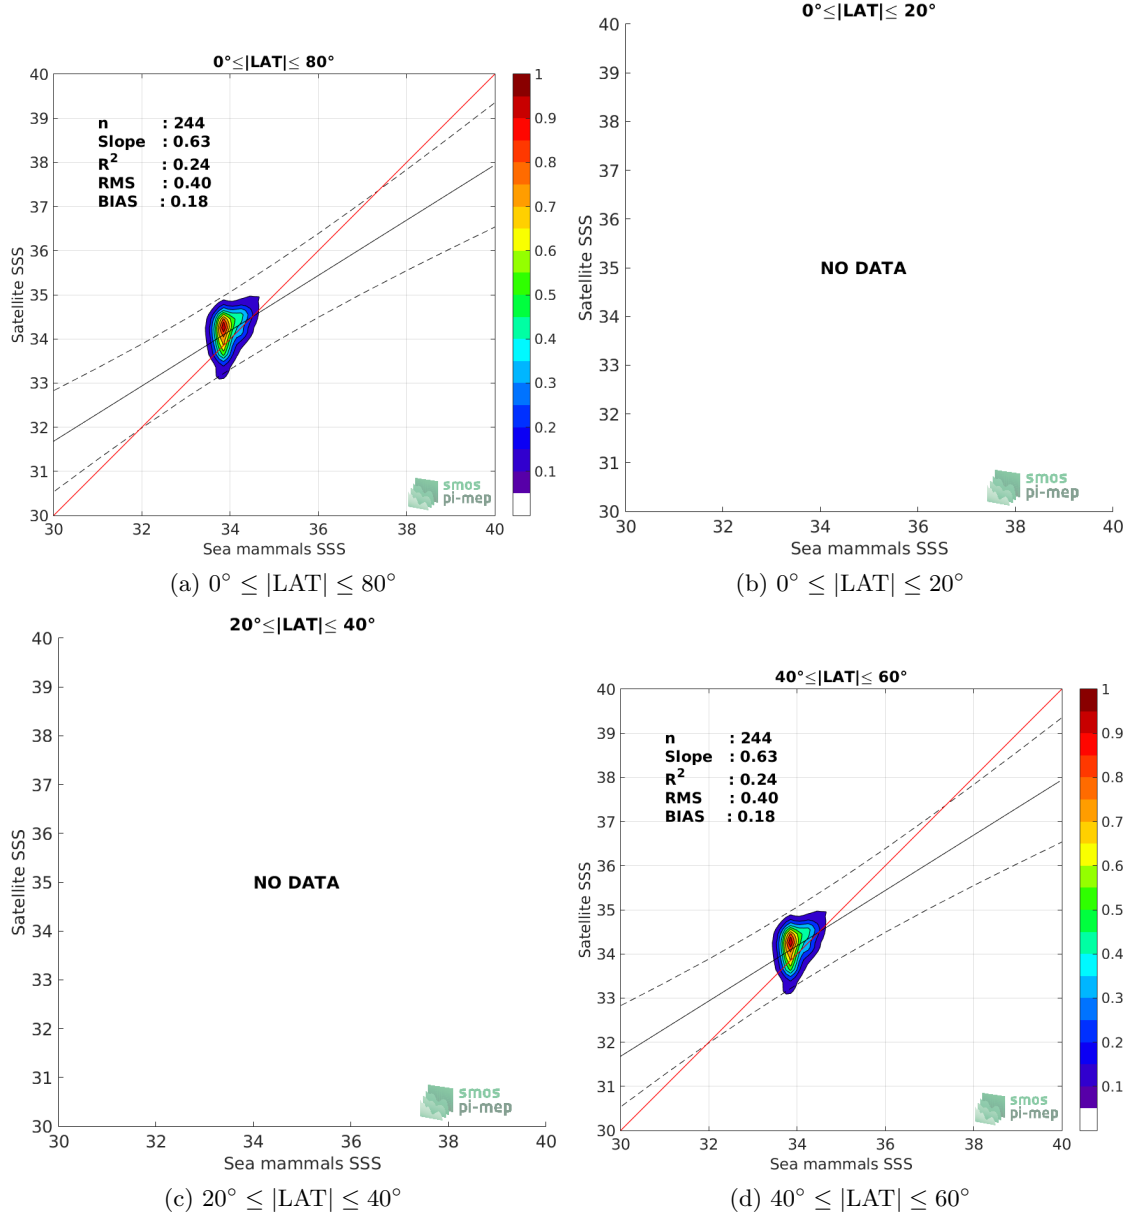 0°≤|LAT|≤ 80°
n : 244
Slope : 0.63
R² : 0.24
RMS : 0.40
BIAS : 0.18
40
39
38
37
36
35
34
33
32
31
30
Satellite SSS
30 32 34 36 38 40
Sea mammals SSS
1
0.9
0.8
0.7
0.6
0.5
0.4
0.3
0.2
0.1
smos
pi-mep
(a) 0° ≤ |LAT| ≤ 80°
0°≤|LAT|≤ 20°
40
39
38
37
36
35
34
33
32
31
30
Satellite SSS
NO DATA
smos
pi-mep
30 32 34 36 38 40
Sea mammals SSS
(b) 0° ≤ |LAT| ≤ 20°
20°≤|LAT|≤ 40°
40
39
38
37
36
35
34
33
32
31
30
Satellite SSS
NO DATA
smos
pi-mep
30 32 34 36 38 40
Sea mammals SSS
(c) 20° ≤ |LAT| ≤ 40°
40°≤|LAT|≤ 60°
n : 244
Slope : 0.63
R² : 0.24
RMS : 0.40
BIAS : 0.18
40
39
38
37
36
35
34
33
32
31
30
Satellite SSS
30 32 34 36 38 40
Sea mammals SSS
1
0.9
0.8
0.7
0.6
0.5
0.4
0.3
0.2
0.1
smos
pi-mep
(d) 40° ≤ |LAT| ≤ 60°